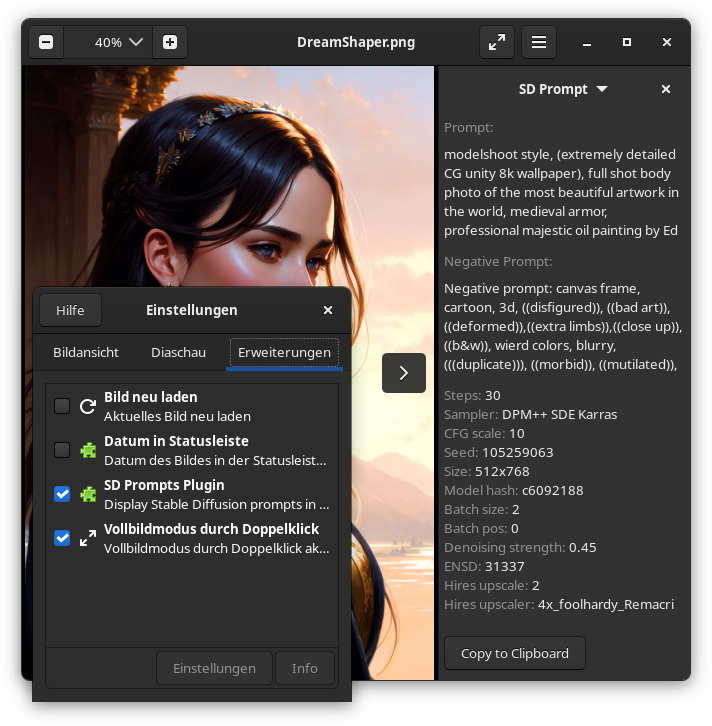 40%
DreamShaper.png
SD Prompt
Prompt:
modelshoot style, (extremely detailed
CG unity 8k wallpaper), full shot body
photo of the most beautiful artwork in
the world, medieval armor,
professional majestic oil painting by Ed
Negative Prompt:
Negative prompt: canvas frame,
cartoon, 3d, ((disfigured)), ((bad art)),
((deformed)),((extra limbs)),((close up)),
((b&w)), wierd colors, blurry,
(((duplicate))), ((morbid)), ((mutilated)),
Steps: 30
Sampler: DPM++ SDE Karras
CFG scale: 10
Seed: 105259063
Size: 512x768
Model hash: c6092188
Batch size: 2
Batch pos: 0
Denoising strength: 0.45
ENSD: 31337
Hires upscale: 2
Hires upscaler: 4x_foolhardy_Remacri
Copy to Clipboard
Hilfe
Einstellungen
Bildansicht
Diaschau
Erweiterungen
Bild neu laden
Aktuelles Bild neu laden
Datum in Statusleiste
Datum des Bildes in der Statusleist...
SD Prompts Plugin
Display Stable Diffusion prompts in ...
Vollbildmodus durch Doppelklick
Vollbildmodus durch Doppelklick ak...
Einstellungen
Info